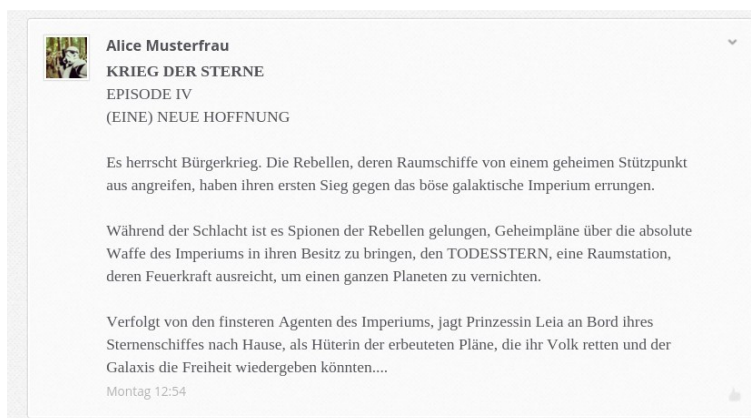 Alice Musterfrau
KRIEG DER STERNE
EPISODE IV
(EINE) NEUE HOFFNUNG
Es herrscht Bürgerkrieg. Die Rebellen, deren Raumschiffe von einem geheimen Stützpunkt
aus angreifen, haben ihren ersten Sieg gegen das böse galaktische Imperium errungen.
Während der Schlacht ist es Spionen der Rebellen gelungen, Geheimpläne über die absolute
Waffe des Imperiums in ihren Besitz zu bringen, den TODESSTERN, eine Raumstation,
deren Feuerkraft ausreicht, um einen ganzen Planeten zu vernichten.
Verfolgt von den finsteren Agenten des Imperiums, jagt Prinzessin Leia an Bord ihres
Sternenschiffes nach Hause, als Hüterin der erbeuteten Pläne, die ihr Volk retten und der
Galaxis die Freiheit wiedergeben könnten....
Montag 12:54